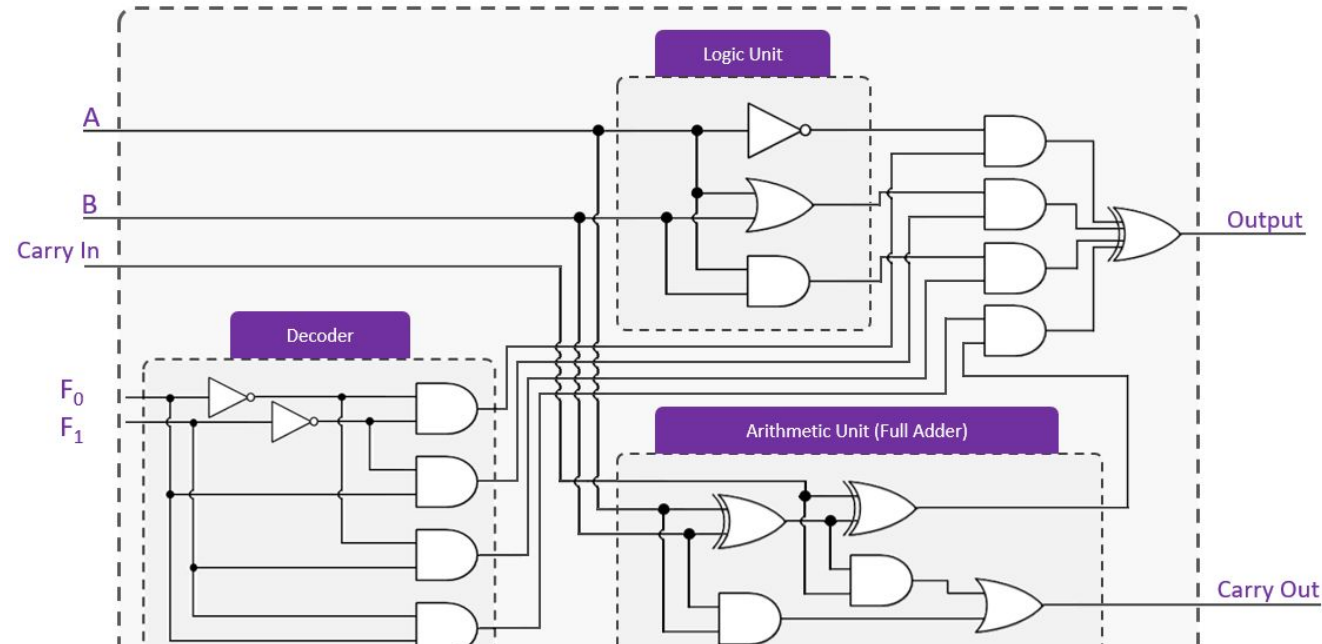 Logic Unit
A
B
Carry In
Output
Decoder
F₀
F₁
Arithmetic Unit (Full Adder)
Carry Out